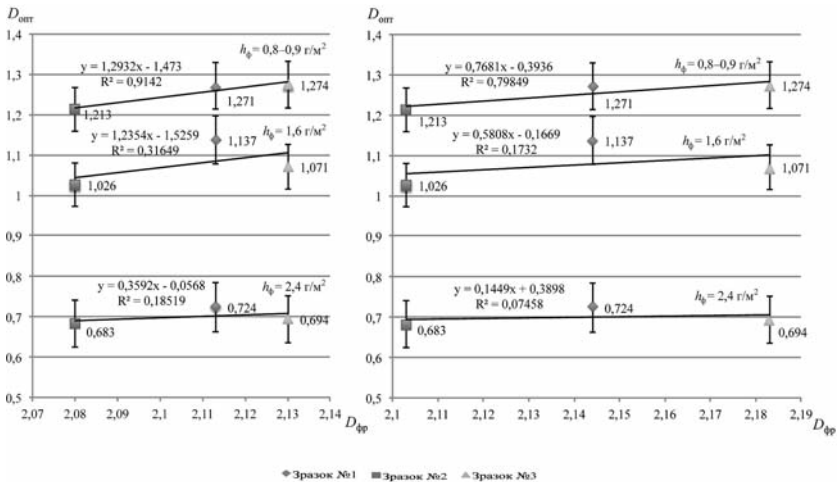 Dопт
1,4
1,3
1,2
1,1
1
0,9
0,8
0,7
0,6
0,5
y = 1,2932x - 1,473
R² = 0,9142
hф = 0,8–0,9 г/м²
1,213
1,271
1,274
y = 1,2354x - 1,5259
R² = 0,31649
hф = 1,6 г/м²
1,026
1,137
1,071
y = 0,3592x - 0,0568
R² = 0,18519
hф = 2,4 г/м²
0,683
0,724
0,694
2,07 2,08 2,09 2,1 2,11 2,12 2,13 2,14
Dфр
Dопт
1,4
1,3
1,2
1,1
1
0,9
0,8
0,7
0,6
0,5
y = 0,7681x - 0,3936
R² = 0,79849
hф = 0,8–0,9 г/м²
1,213
1,271
1,274
y = 0,5808x - 0,1669
R² = 0,1732
hф = 1,6 г/м²
1,026
1,137
1,071
y = 0,1449x + 0,3898
R² = 0,07458
hф = 2,4 г/м²
0,683
0,724
0,694
2,1 2,11 2,12 2,13 2,14 2,15 2,16 2,17 2,18 2,19
Dфр
Зразок №1 Зразок №2 Зразок №3